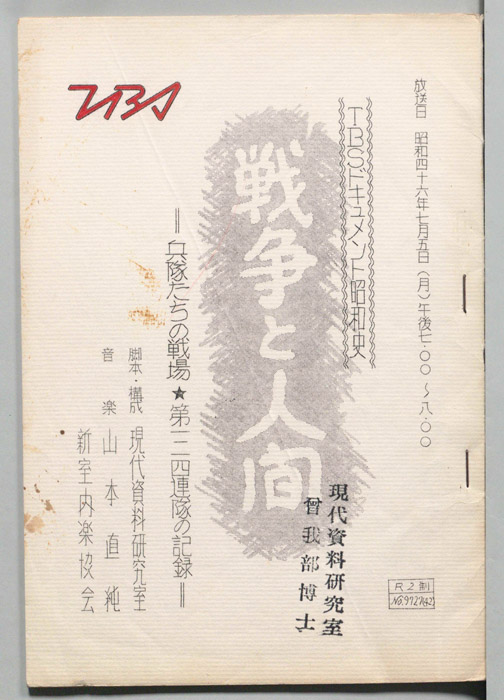 放送日 昭和四十六年七月五日(月)午後七・〇〇〜八・〇〇
TBSドキュメント昭和史
戦争と人間
=兵隊たちの戦場★第一二四連隊の記録=
脚本・構成 現代資料研究室
音楽 山本直純
新室内楽協会
現代資料研究室
曾我部博士
TBS
R2制